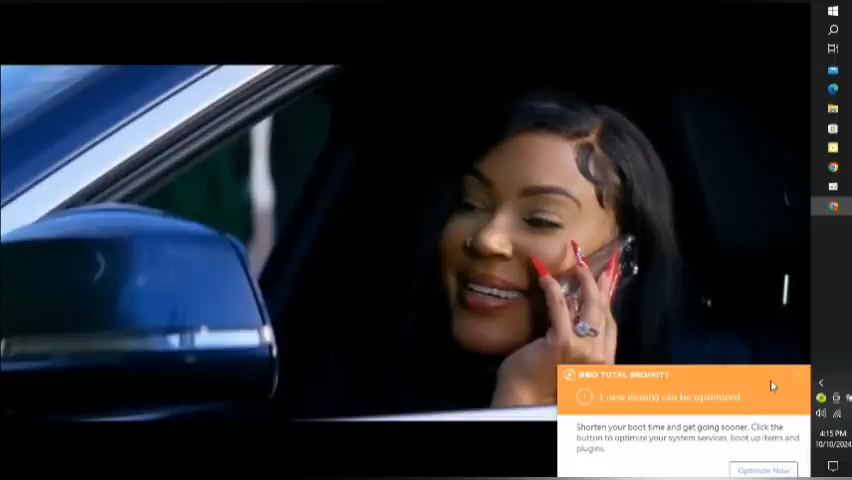 360 TOTAL SECURITY
1 new item(s) can be optimized
Shorten your boot time and get going sooner. Click the
button to optimize your system services, boot up items and
plugins.
Optimize Now
4:15 PM
10/10/2024